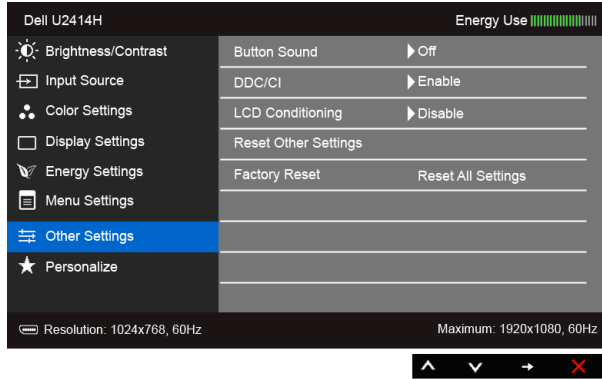 Dell U2414H Energy Use
Brightness/Contrast Button Sound Off
Input Source DDC/CI Enable
Color Settings LCD Conditioning Disable
Display Settings Reset Other Settings
Energy Settings Factory Reset Reset All Settings
Menu Settings
Other Settings
Personalize
Resolution: 1024x768, 60Hz Maximum: 1920x1080, 60Hz